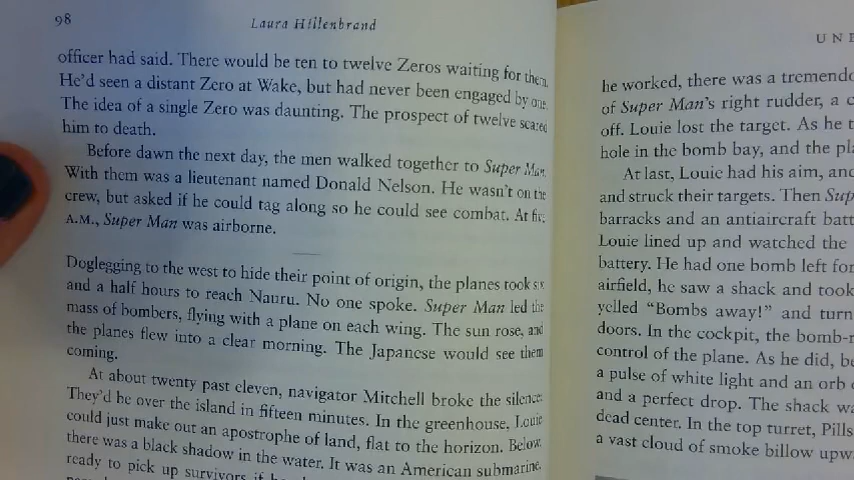 98
Laura Hillenbrand
officer had said. There would be ten to twelve Zeros waiting for them.
He'd seen a distant Zero at Wake, but had never been engaged by one.
The idea of a single Zero was daunting. The prospect of twelve scared
him to death.
Before dawn the next day, the men walked together to Super Man.
With them was a lieutenant named Donald Nelson. He wasn't on the
crew, but asked if he could tag along so he could see combat. At five
A.M., Super Man was airborne.
Doglegging to the west to hide their point of origin, the planes took six
and a half hours to reach Nauru. No one spoke. Super Man led the
mass of bombers, flying with a plane on each wing. The sun rose, and
the planes flew into a clear morning. The Japanese would see them
coming.
At about twenty past eleven, navigator Mitchell broke the silence:
They'd be over the island in fifteen minutes. In the greenhouse, Louie
could just make out an apostrophe of land, flat to the horizon. Below,
there was a black shadow in the water. It was an American submarine,
ready to pick up survivors if
UNB
he worked, there was a tremendo
of Super Man's right rudder, a c
off. Louie lost the target. As he t
hole in the bomb bay, and the pla
At last, Louie had his aim, and
and struck their targets. Then Sup
barracks and an antiaircraft batt
Louie lined up and watched the
battery. He had one bomb left for
airfield, he saw a shack and took
yelled "Bombs away!" and turn
doors. In the cockpit, the bomb-r
control of the plane. As he did, be
a pulse of white light and an orb
and a perfect drop. The shack wa
dead center. In the top turret, Pills
a vast cloud of smoke billow upw